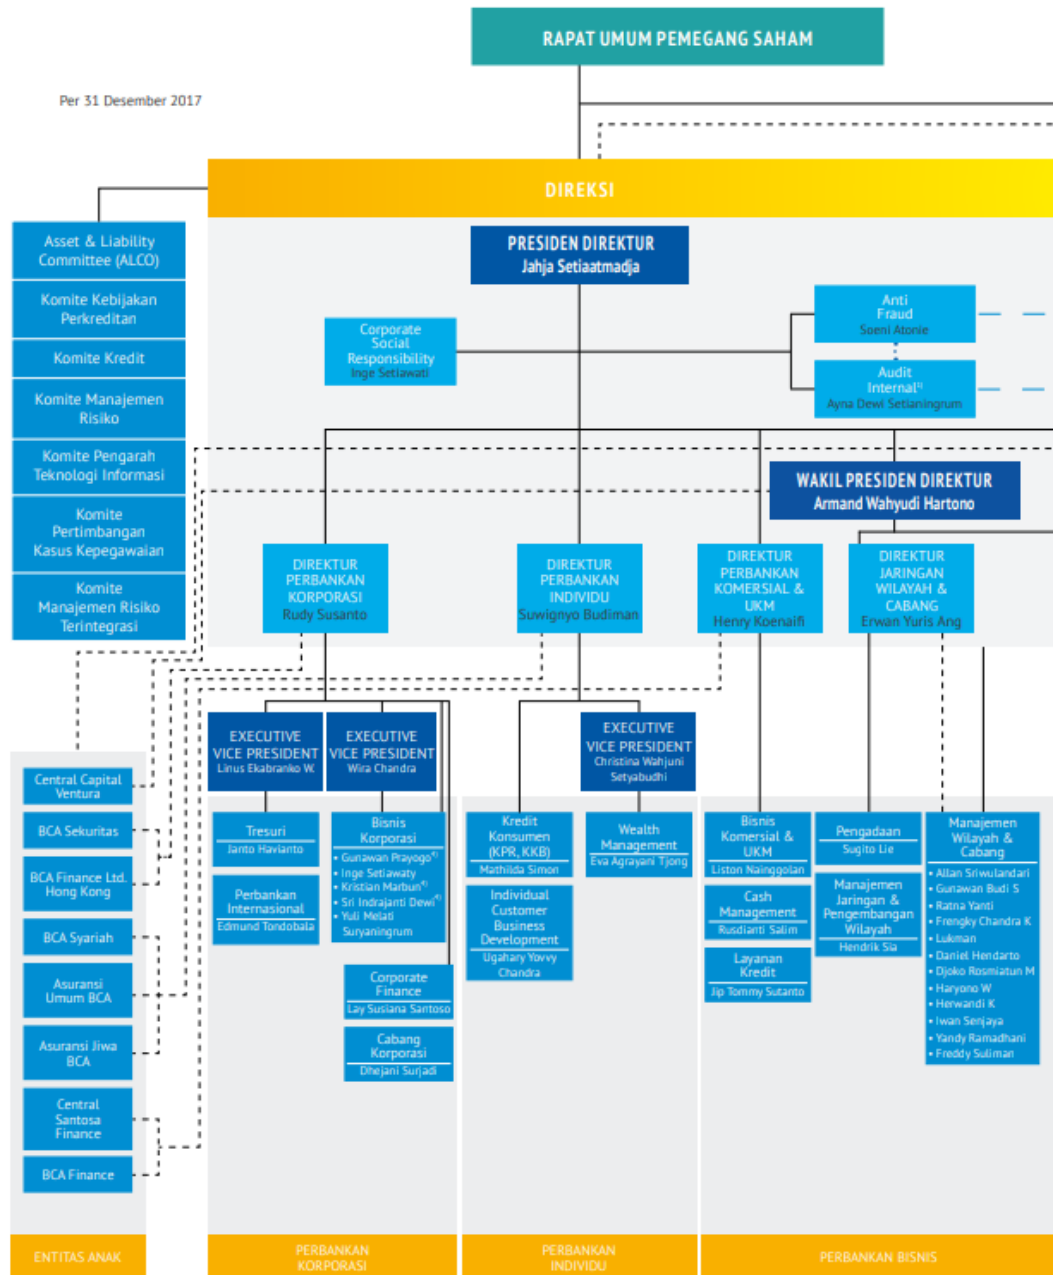 RAPAT UMUM PEMEGANG SAHAM
Per 31 Desember 2017
DIREKSI
Asset & Liability
Committee (ALCO)
Komite Kebijakan
Perkreditan
Komite Kredit
Komite Manajemen
Risiko
Komite Pengarah
Teknologi Informasi
Komite
Pertimbangan
Kasus Kepegawaian
Komite
Manajemen Risiko
Terintegrasi
PRESIDEN DIREKTUR
Jahja Setiaatmadja
Corporate
Social
Responsibility
Inge Setiawati
Anti
Fraud
Soeni Atonie
Audit
Internal¹⁾
Ayna Dewi Setianingrum
WAKIL PRESIDEN DIREKTUR
Armand Wahyudi Hartono
DIREKTUR
PERBANKAN
KORPORASI
Rudy Susanto
DIREKTUR
PERBANKAN
INDIVIDU
Suwignyo Budiman
DIREKTUR
PERBANKAN
KOMERSIAL &
UKM
Henry Koenaifi
DIREKTUR
JARINGAN
WILAYAH &
CABANG
Erwan Yuris Ang
EXECUTIVE
VICE PRESIDENT
Linus Ekabranko W.
EXECUTIVE
VICE PRESIDENT
Wira Chandra
EXECUTIVE
VICE PRESIDENT
Christina Wahjuni
Setyabudhi
Central Capital
Ventura
BCA Sekuritas
BCA Finance Ltd.
Hong Kong
BCA Syariah
Asuransi
Umum BCA
Asuransi Jiwa
BCA
Central
Santosa
Finance
BCA Finance
ENTITAS ANAK
Tresuri
Janto Havianto
Perbankan
Internasional
Edmund Tondobala
Bisnis
Korporasi
• Gunawan Prayogo⁴⁾
• Inge Setiawaty
• Kristian Marbun⁴⁾
• Sri Indrajanti Dewi⁴⁾
• Yuli Melati
Suryaningrum
Corporate
Finance
Lay Susiana Santoso
Cabang
Korporasi
Dhejani Surjadi
PERBANKAN
KORPORASI
Kredit
Konsumen
(KPR, KKB)
Mathilda Simon
Individual
Customer
Business
Development
Ugahary Yovvy
Chandra
Wealth
Management
Eva Agrayani Tjong
PERBANKAN
INDIVIDU
Bisnis
Komersial &
UKM
Liston Nainggolan
Cash
Management
Rusdianti Salim
Layanan
Kredit
Jip Tommy Sutanto
Pengadaan
Sugito Lie
Manajemen
Jaringan &
Pengembangan
Wilayah
Hendrik Sia
Manajemen
Wilayah &
Cabang
• Allan Sriwulandari
• Gunawan Budi S
• Ratna Yanti
• Frengky Chandra K
• Lukman
• Daniel Hendarto
• Djoko Rosmiatun M
• Haryono W
• Herwandi K
• Iwan Senjaya
• Yandy Ramadhani
• Freddy Suliman
PERBANKAN BISNIS